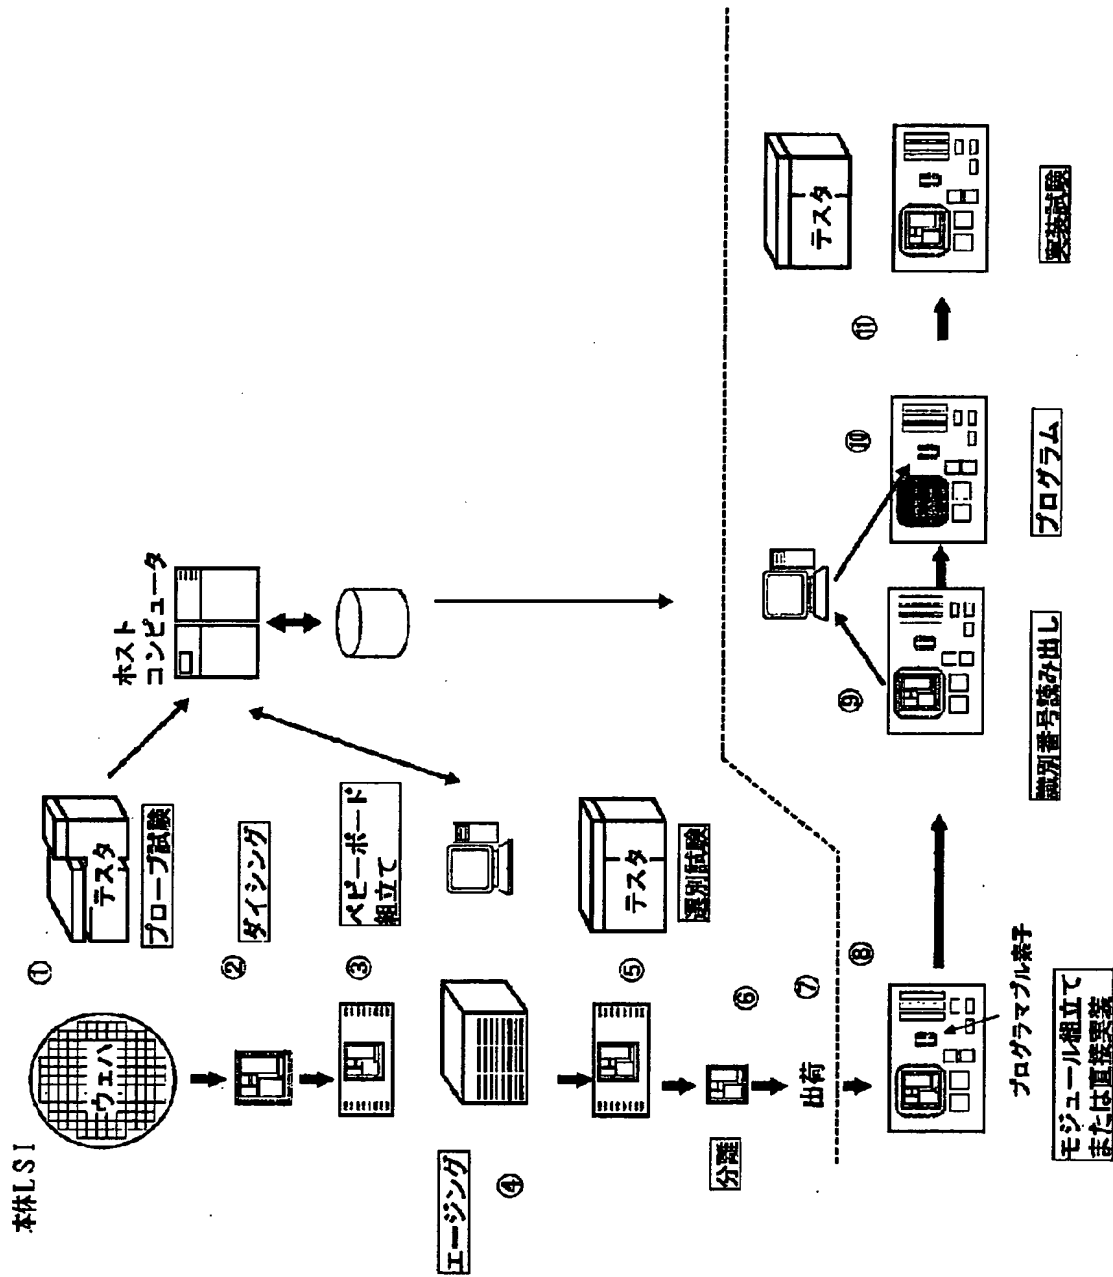 本体LSI
ウェハ
①
テスタ
プローブ試験
②
ダイシング
③
ベビーボード
組立て
ホスト
コンピュータ
エージング
④
⑤
テスタ
選別試験
分離
⑥
出荷
⑦
⑧
プログラマブル素子
モジュール組立て
または直接実装
⑨
識別番号読み出し
⑩
プログラム
⑪
テスタ
実装試験